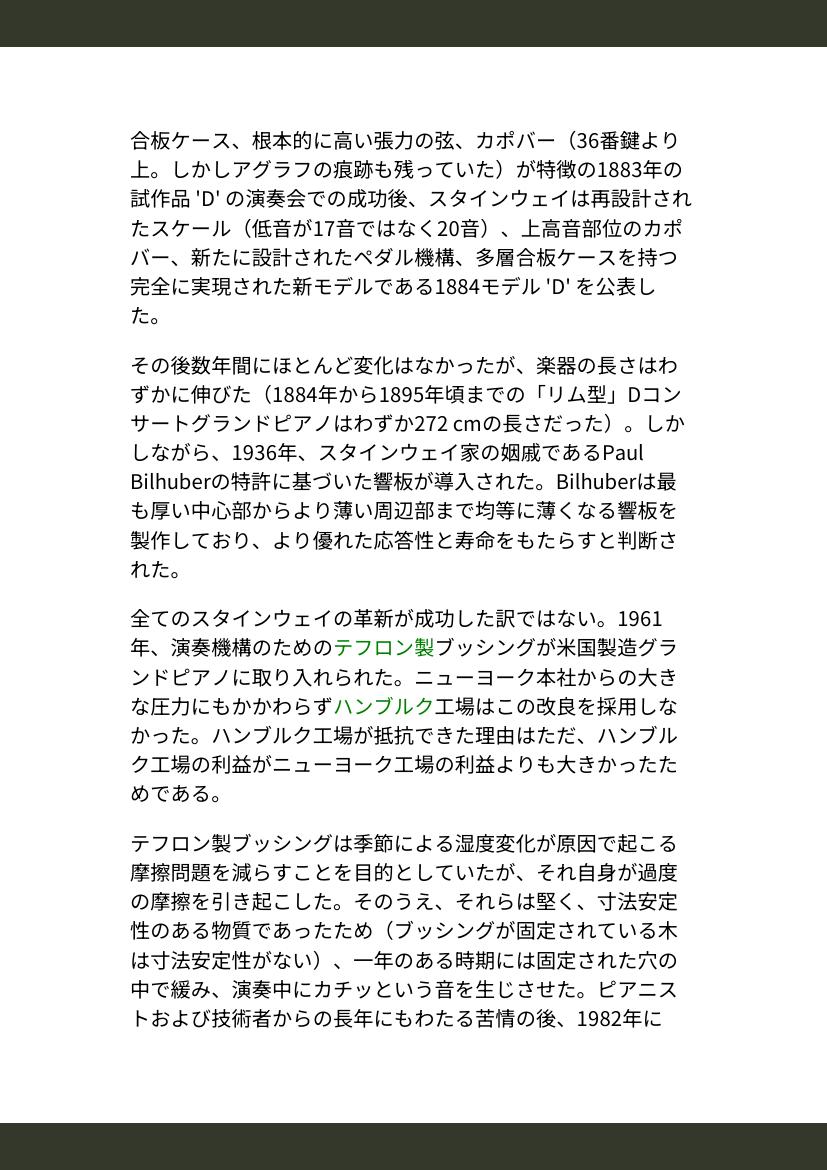 合板ケース、根本的に高い張力の弦、カポバー（36番鍵より
上。しかしアグラフの痕跡も残っていた）が特徴の1883年の
試作品 'D' の演奏会での成功後、スタインウェイは再設計され
たスケール（低音が17音ではなく20音）、上高音部位のカポ
バー、新たに設計されたペダル機構、多層合板ケースを持つ
完全に実現された新モデルである1884モデル 'D' を公表し
た。
その後数年間にほとんど変化はなかったが、楽器の長さはわ
ずかに伸びた（1884年から1895年頃までの「リム型」Dコン
サートグランドピアノはわずか272 cmの長さだった）。しか
しながら、1936年、スタインウェイ家の姻戚であるPaul
Bilhuberの特許に基づいた響板が導入された。Bilhuberは最
も厚い中心部からより薄い周辺部まで均等に薄くなる響板を
製作しており、より優れた応答性と寿命をもたらすと判断さ
れた。
全てのスタインウェイの革新が成功した訳ではない。1961
年、演奏機構のためのテフロン製ブッシングが米国製造グラ
ンドピアノに取り入れられた。ニューヨーク本社からの大き
な圧力にもかかわらずハンブルク工場はこの改良を採用しな
かった。ハンブルク工場が抵抗できた理由はただ、ハンブル
ク工場の利益がニューヨーク工場の利益よりも大きかったた
めである。
テフロン製ブッシングは季節による湿度変化が原因で起こる
摩擦問題を減らすことを目的としていたが、それ自身が過度
の摩擦を引き起こした。そのうえ、それらは堅く、寸法安定
性のある物質であったため（ブッシングが固定されている木
は寸法安定性がない）、一年のある時期には固定された穴の
中で緩み、演奏中にカチッという音を生じさせた。ピアニス
トおよび技術者からの長年にもわたる苦情の後、1982年に